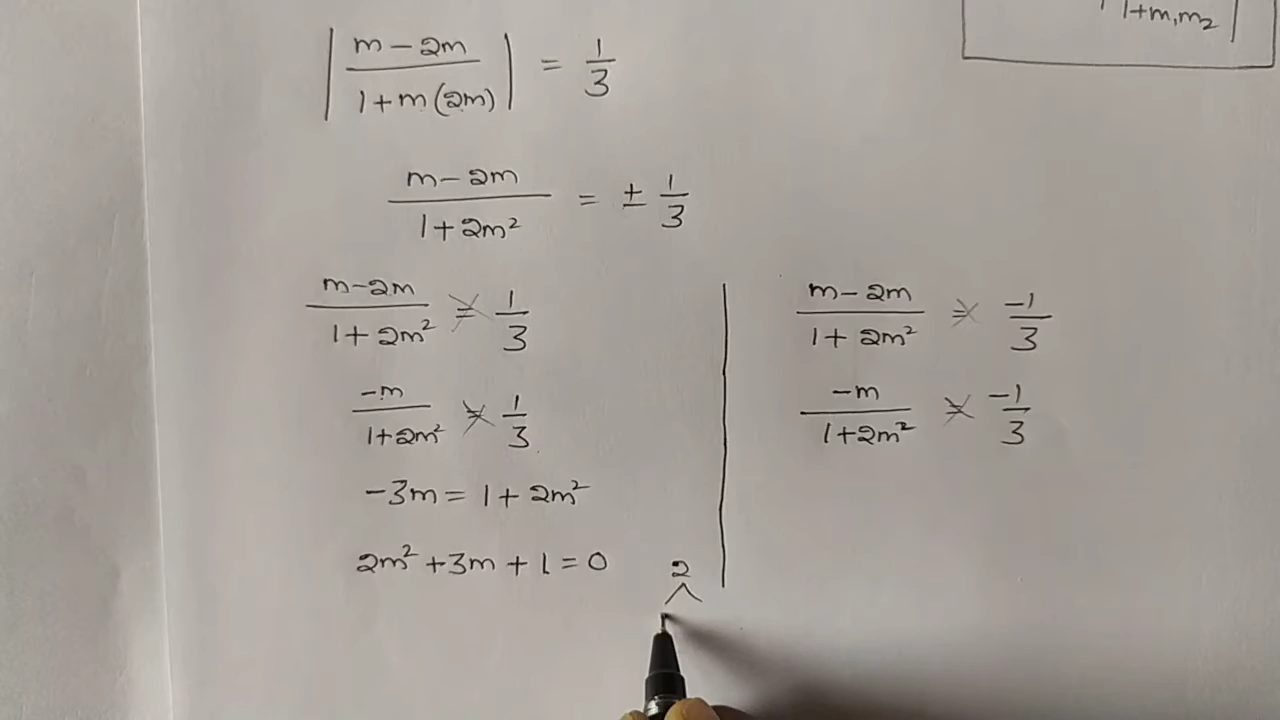 1+m₁m₂
|(m-2m)/(1+m(2m))| = 1/3
(m-2m)/(1+2m²) = ± 1/3
(m-2m)/(1+2m²) = 1/3
-m/(1+2m²) = 1/3
-3m = 1+2m²
2m²+3m+1=0
2
(m-2m)/(1+2m²) = -1/3
-m/(1+2m²) = -1/3